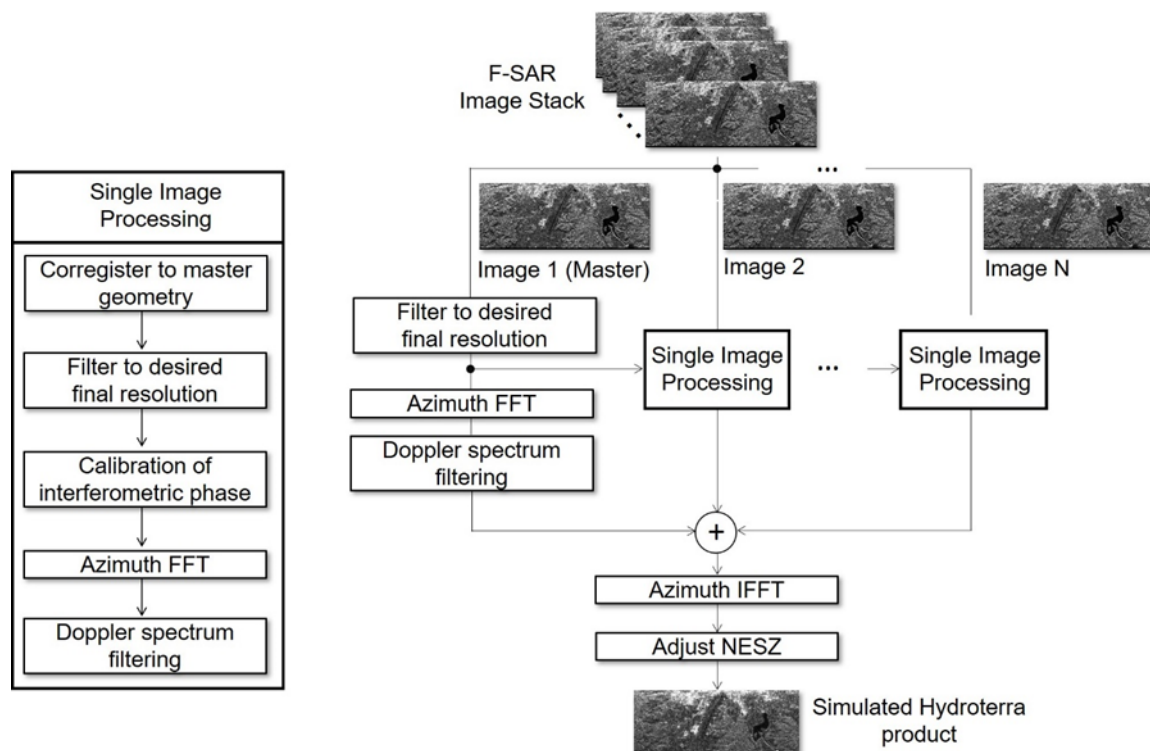 F-SAR
Image Stack
...
Single Image
Processing
Corregister to master
geometry
Filter to desired
final resolution
Calibration of
interferometric phase
Azimuth FFT
Doppler spectrum
filtering
Image 1 (Master)
Image 2
Image N
Filter to desired
final resolution
Azimuth FFT
Doppler spectrum
filtering
Single Image
Processing
...
Single Image
Processing
+
Azimuth IFFT
Adjust NESZ
Simulated Hydroterra
product